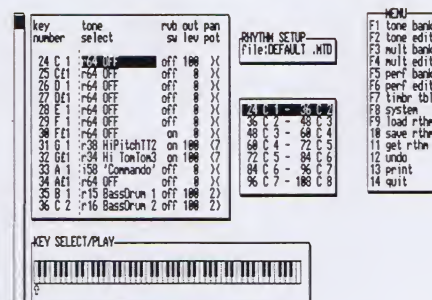 key tone rvb out pan
number select sw lev pot
24 C 1 r64 OFF off 100 )(
25 C£1 r64 OFF off 0 )(
26 D 1 r64 OFF off 0 )(
27 D£1 r64 OFF off 0 )(
28 E 1 r64 OFF off 0 )(
29 F 1 r64 OFF off 0 )(
30 F£1 r64 OFF on 0 )(
31 G 1 r38 HiPitchTT2 on 100 (7
32 G£1 r34 Hi TomTom3 on 100 (7
33 A 1 i58 'Commando' off 0 )(
34 A£1 r64 OFF off 0 )(
35 B 1 r15 BassDrum 1 off 100 2)
36 C 2 r16 BassDrum 2 off 100 2)
RHYTHM SETUP
file:DEFAULT .MTD
24 C 1 - 36 C 2
36 C 2 - 48 C 3
48 C 3 - 60 C 4
60 C 4 - 72 C 5
72 C 5 - 84 C 6
84 C 6 - 96 C 7
96 C 7 - 108 C 8
MENU
F1 tone bank
F2 tone edit
F3 mult bank
F4 mult edit
F5 perf bank
F6 perf edit
F7 timbr tbl
F8 system
F9 load rthm
10 save rthm
11 get rthm
12 undo
13 print
14 quit
KEY SELECT/PLAY